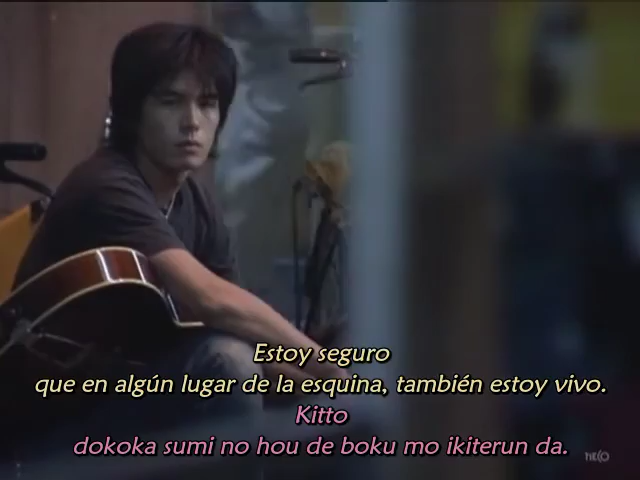 Estoy seguro
que en algún lugar de la esquina, también estoy vivo.
Kitto
dokoka sumi no hou de boku mo ikiterun da.